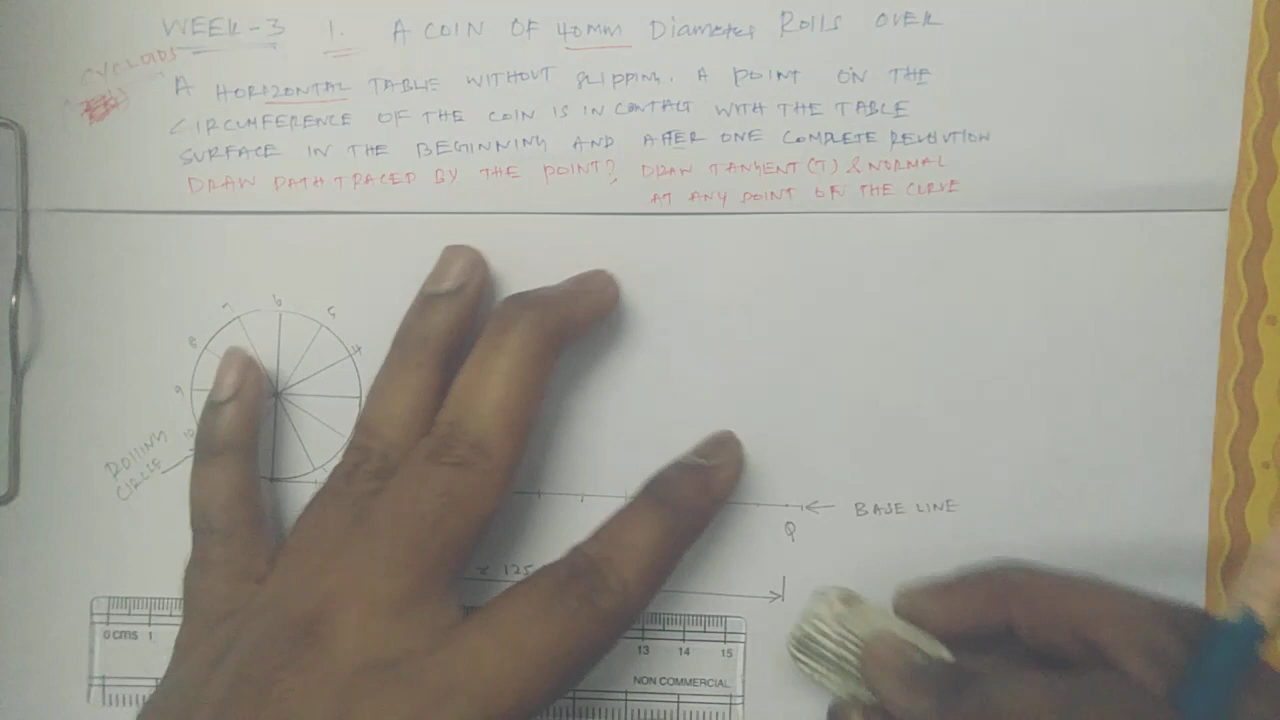 WEEK-3 1. A COIN OF 40mm Diameter ROLLS OVER
CYCLOIDS
A HORIZONTAL TABLE WITHOUT SLIPPING. A POINT ON THE
CIRCUMFERENCE OF THE COIN IS IN CONTACT WITH THE TABLE
SURFACE IN THE BEGINNING AND AFTER ONE COMPLETE REVOLUTION
DRAW PATH TRACED BY THE POINT? DRAW TANGENT (T) & NORMAL
AT ANY POINT ON THE CURVE
7 6 5
8 4
9
10
ROLLING
CIRCLE
BASE LINE
Q
125
0 cms 1 13 14 15
NON COMMERCIAL